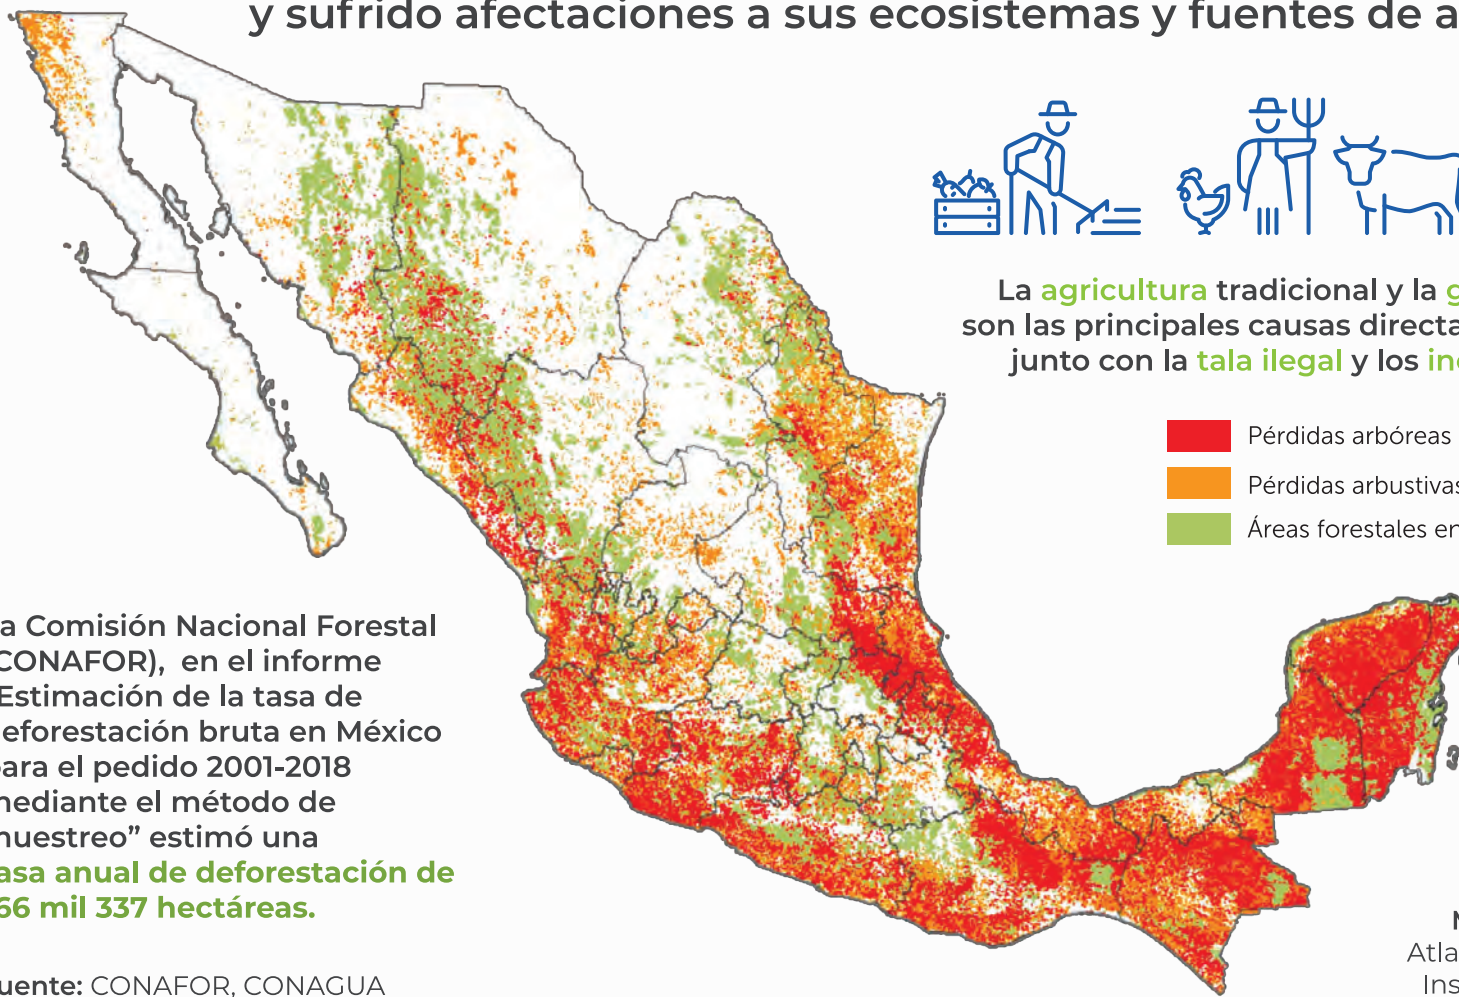 y sufrido afectaciones a sus ecosistemas y fuentes de a
La agricultura tradicional y la g
son las principales causas directa
junto con la tala ilegal y los in
Pérdidas arbóreas
Pérdidas arbustivas
Áreas forestales en
a Comisión Nacional Forestal
CONAFOR), en el informe
Estimación de la tasa de
eforestación bruta en México
para el pedido 2001-2018
mediante el método de
muestreo” estimó una
asa anual de deforestación de
66 mil 337 hectáreas.
uente: CONAFOR, CONAGUA
Atla
Ins